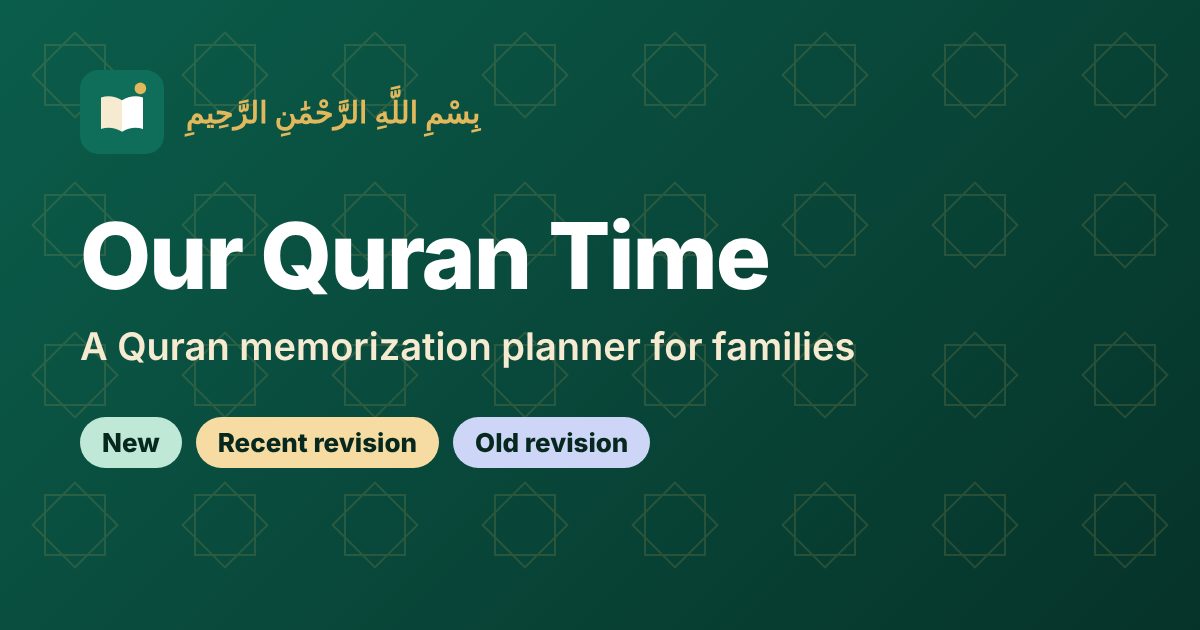 بِسْمِ اللَّهِ الرَّحْمَٰنِ الرَّحِيمِ
Our Quran Time
A Quran memorization planner for families
New Recent revision Old revision